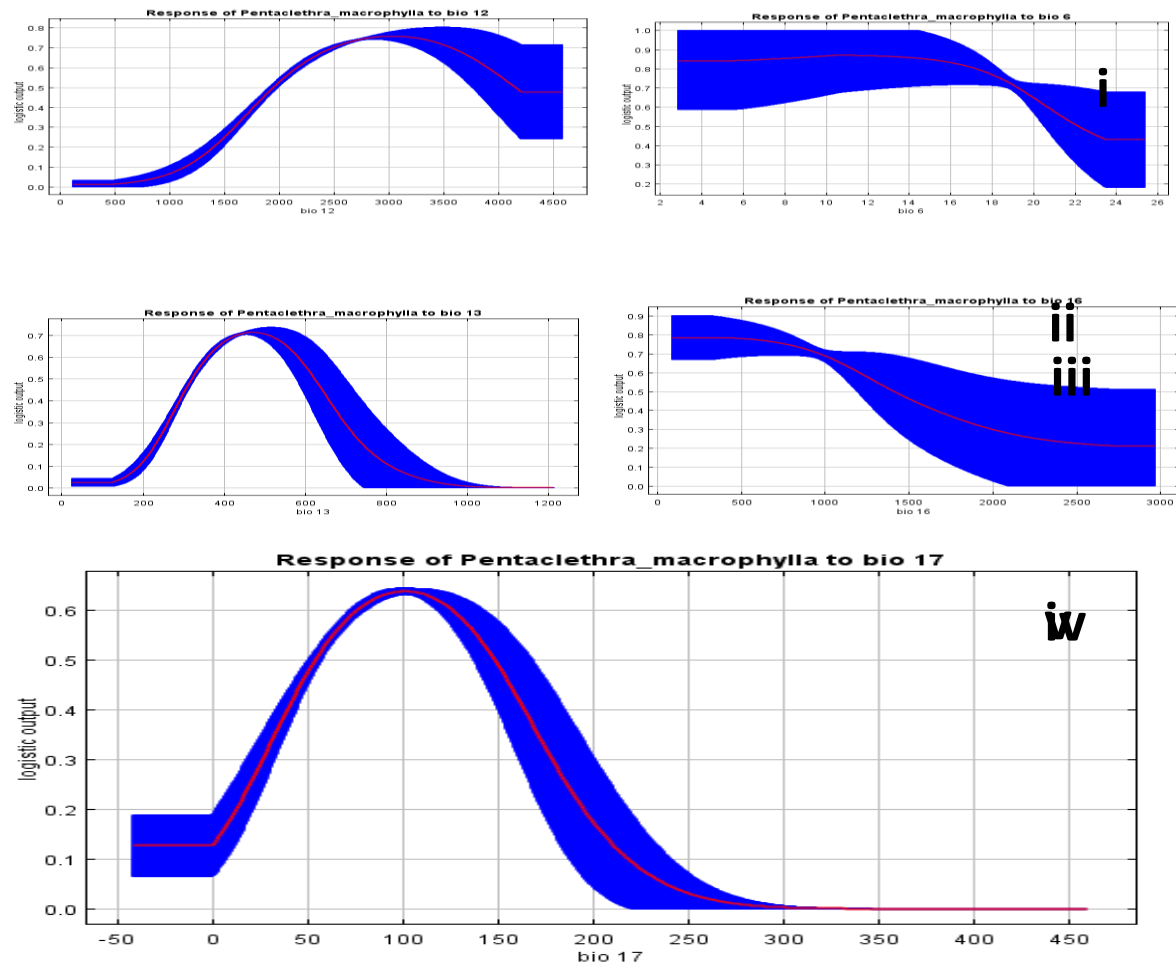 Response of Pentaclethra_macrophylla to bio 12
logistic output
0.8
0.7
0.6
0.5
0.4
0.3
0.2
0.1
0.0
0 500 1000 1500 2000 2500 3000 3500 4000 4500
bio 12
Response of Pentaclethra_macrophylla to bio 6
logistic output
1.0
0.9
0.8
0.7
0.6
0.5
0.4
0.3
0.2
2 4 6 8 10 12 14 16 18 20 22 24 26
bio 6
i
Response of Pentaclethra_macrophylla to bio 13
logistic output
0.7
0.6
0.5
0.4
0.3
0.2
0.1
0.0
0 200 400 600 800 1000 1200
bio 13
Response of Pentaclethra_macrophylla to bio 16
logistic output
0.9
0.8
0.7
0.6
0.5
0.4
0.3
0.2
0.1
0.0
0 500 1000 1500 2000 2500 3000
bio 16
ii
iii
Response of Pentaclethra_macrophylla to bio 17
logistic output
0.6
0.5
0.4
0.3
0.2
0.1
0.0
-50 0 50 100 150 200 250 300 350 400 450
bio 17